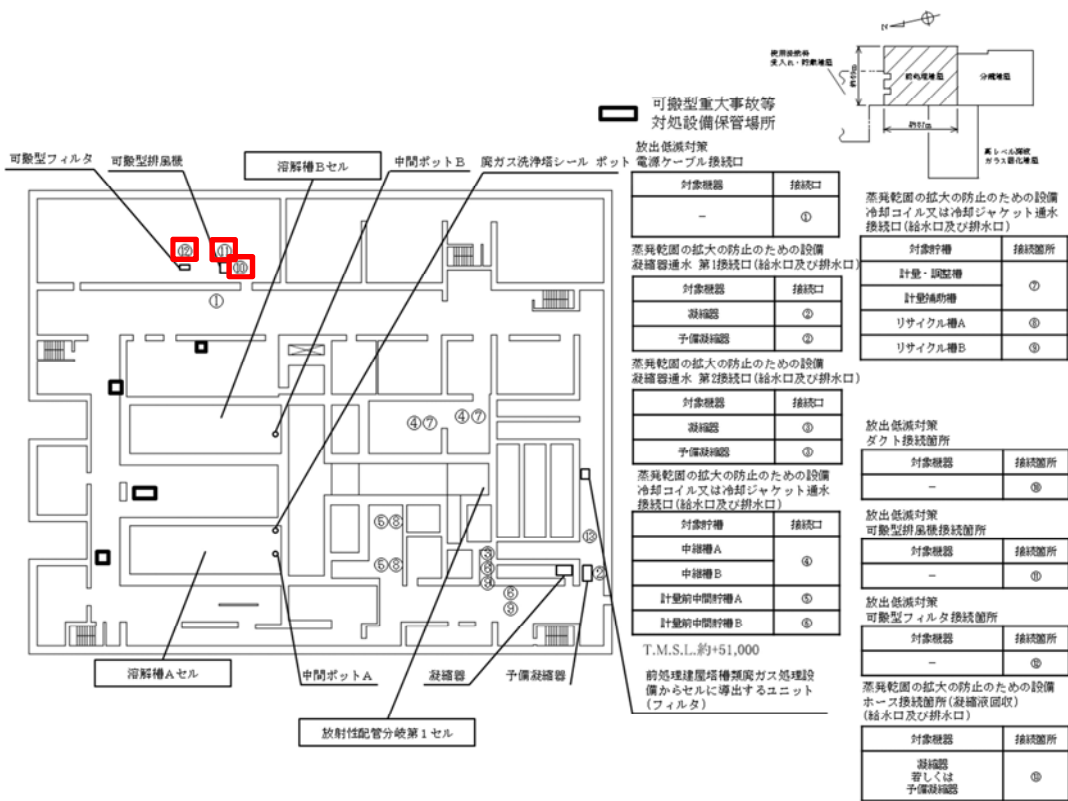 可搬型重大事故等
対処設備保管場所
前処理建屋
分離建屋
高レベル廃液
ガラス固化建屋
可搬型フィルタ
可搬型排風機
溶解槽Bセル
中間ポットB
廃ガス洗浄塔シール ポット
⑫
⑪
⑩
①
④⑦
④⑦
⑤⑧
⑤⑧
③
⑥
⑨
⑥
⑨
⑬
②
溶解槽Aセル
中間ポットA
凝縮器
予備凝縮器
放射性配管分岐第1セル
放出低減対策
電源ケーブル接続口
対象機器 接続口
− ①
蒸発乾固の拡大の防止のための設備
凝縮器通水 第1接続口(給水口及び排水口)
対象機器 接続口
凝縮器 ②
予備凝縮器 ②
蒸発乾固の拡大の防止のための設備
凝縮器通水 第2接続口(給水口及び排水口)
対象機器 接続口
凝縮器 ③
予備凝縮器 ③
蒸発乾固の拡大の防止のための設備
冷却コイル又は冷却ジャケット通水
接続口(給水口及び排水口)
対象貯槽 接続口
中継槽A ④
中継槽B
計量前中間貯槽A ⑤
計量前中間貯槽B ⑥
T.M.S.L.約+51,000
前処理建屋塔槽類廃ガス処理設
備からセルに導出するユニット
(フィルタ)
蒸発乾固の拡大の防止のための設備
冷却コイル又は冷却ジャケット通水
接続口(給水口及び排水口)
対象貯槽 接続箇所
計量・調整槽 ⑦
計量補助槽
リサイクル槽A ⑧
リサイクル槽B ⑨
放出低減対策
ダクト接続箇所
対象機器 接続箇所
− ⑩
放出低減対策
可搬型排風機接続箇所
対象機器 接続箇所
− ⑪
放出低減対策
可搬型フィルタ接続箇所
対象機器 接続箇所
− ⑫
蒸発乾固の拡大の防止のための設備
ホース接続箇所(凝縮液回収)
(給水口及び排水口)
対象機器 接続箇所
凝縮器
若しくは
予備凝縮器 ⑬